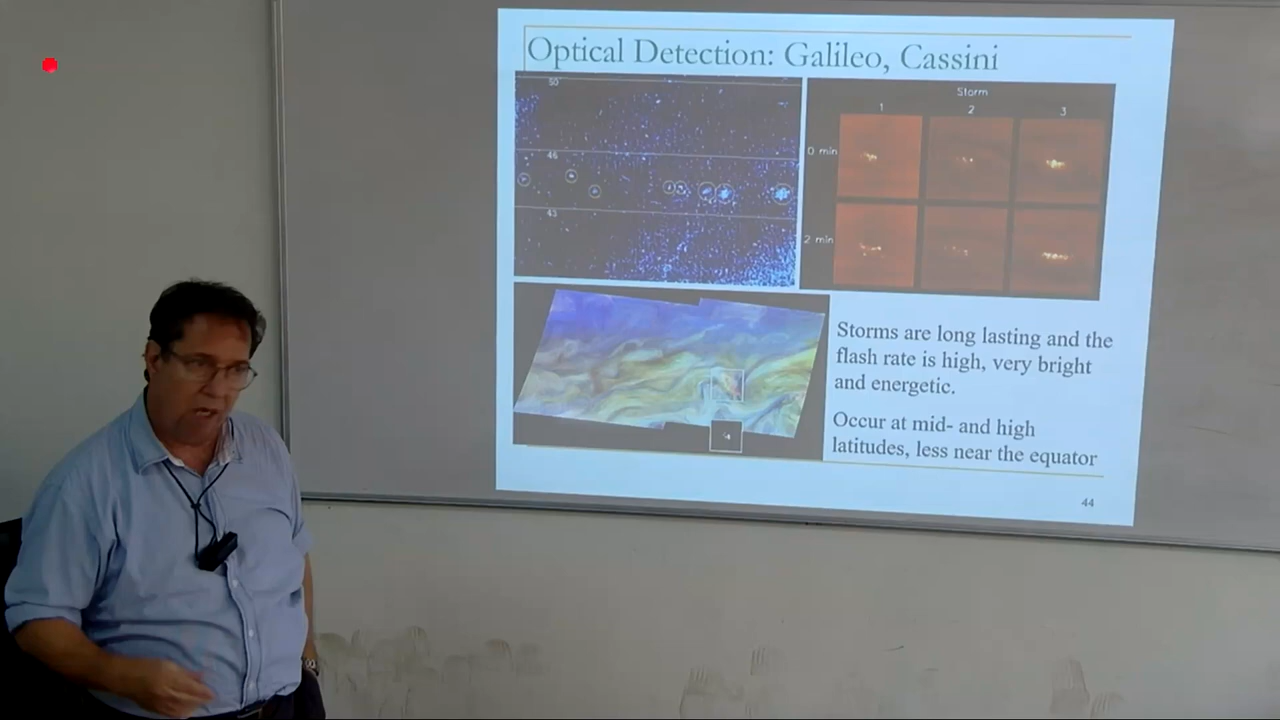 Optical Detection: Galileo, Cassini
50
46
43
Storm
1 2 3
0 min
2 min
Storms are long lasting and the
flash rate is high, very bright
and energetic.
Occur at mid- and high
latitudes, less near the equator
44